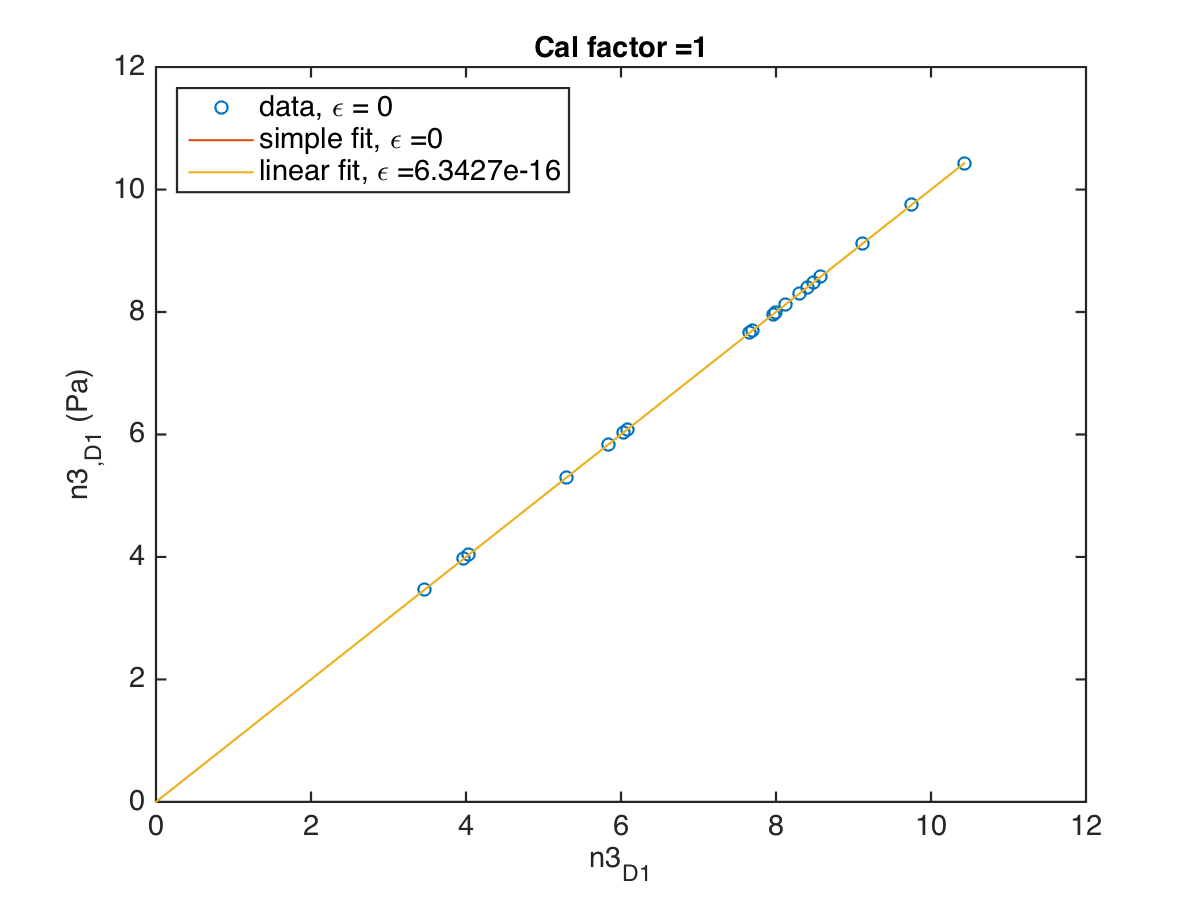 Cal factor =1
data, ϵ = 0
simple fit, ϵ =0
linear fit, ϵ =6.3427e-16
12
10
8
6
4
2
0
n3,D1 (Pa)
0 2 4 6 8 10 12
n3D1